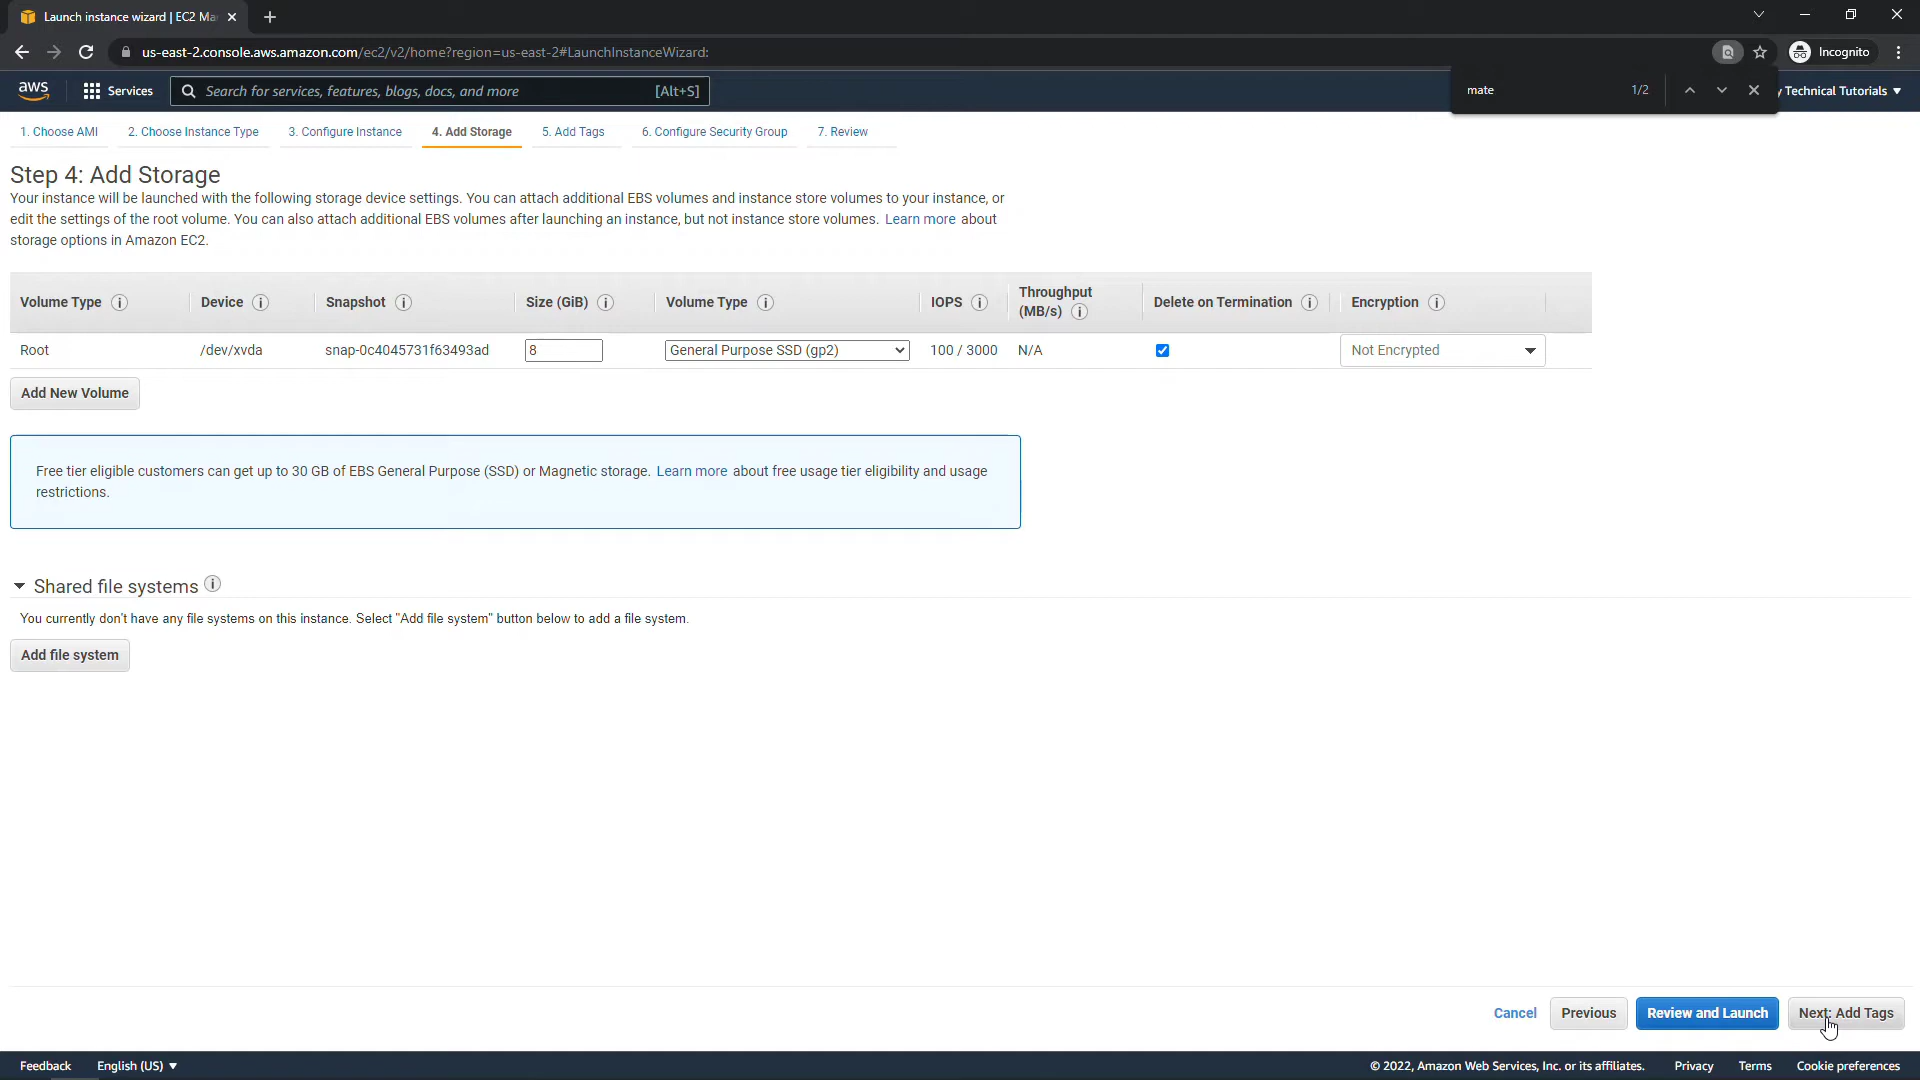 Launch instance wizard | EC2 Ma
us-east-2.console.aws.amazon.com/ec2/v2/home?region=us-east-2#LaunchInstanceWizard:
Incognito
aws
Services
Search for services, features, blogs, docs, and more
[Alt+S]
mate
1/2
Technical Tutorials
1. Choose AMI
2. Choose Instance Type
3. Configure Instance
4. Add Storage
5. Add Tags
6. Configure Security Group
7. Review
Step 4: Add Storage
Your instance will be launched with the following storage device settings. You can attach additional EBS volumes and instance store volumes to your instance, or
edit the settings of the root volume. You can also attach additional EBS volumes after launching an instance, but not instance store volumes. Learn more about
storage options in Amazon EC2.
Volume Type
Device
Snapshot
Size (GiB)
Volume Type
IOPS
Throughput
(MB/s)
Delete on Termination
Encryption
Root
/dev/xvda
snap-0c4045731f63493ad
8
General Purpose SSD (gp2)
100 / 3000
N/A
Not Encrypted
Add New Volume
Free tier eligible customers can get up to 30 GB of EBS General Purpose (SSD) or Magnetic storage. Learn more about free usage tier eligibility and usage
restrictions.
Shared file systems
You currently don't have any file systems on this instance. Select "Add file system" button below to add a file system.
Add file system
Cancel
Previous
Review and Launch
Next: Add Tags
Feedback
English (US)
© 2022, Amazon Web Services, Inc. or its affiliates.
Privacy
Terms
Cookie preferences